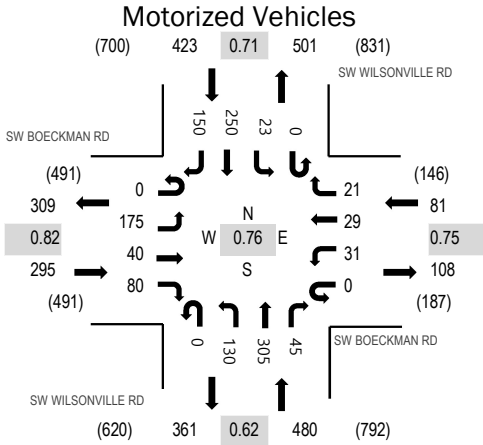 Motorized Vehicles
(700) 423 0.71 501 (831)
SW WILSONVILLE RD
150 250 23 0
SW BOECKMAN RD
(491) (146)
309 0 21 81
175 N 29
0.82 W 0.76 E 0.75
40 S 31
295 80 0 108
(491) (187)
0 130 305 45
SW BOECKMAN RD
SW WILSONVILLE RD
(620) 361 0.62 480 (792)